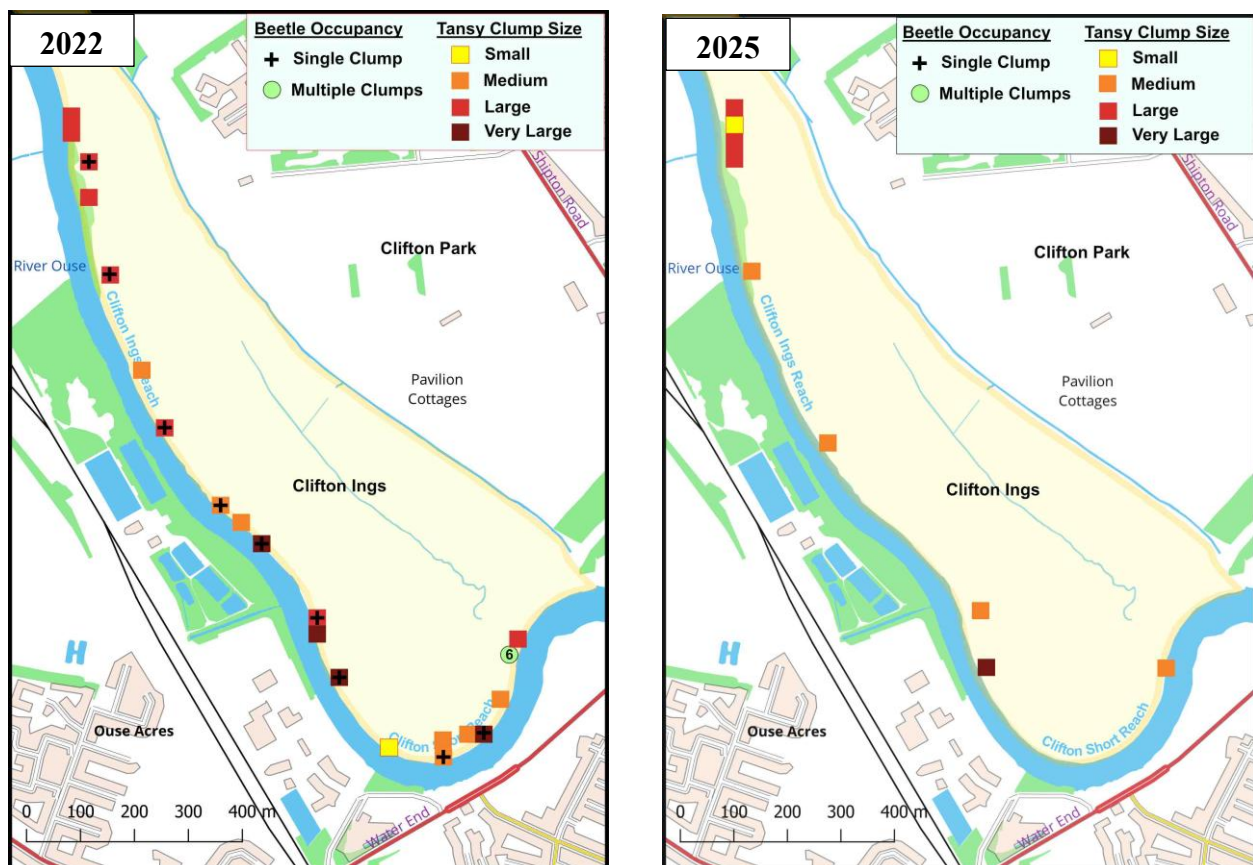 2022
Beetle Occupancy
Single Clump
Multiple Clumps
Tansy Clump Size
Small
Medium
Large
Very Large
Shipton Road
Clifton Park
River Ouse
Clifton Ings Reach
Pavilion
Cottages
Clifton Ings
6
H
Ouse Acres
Clifton Short Reach
Water End
0 100 200 300 400 m
2025
Beetle Occupancy
Single Clump
Multiple Clumps
Tansy Clump Size
Small
Medium
Large
Very Large
Shipton Road
Clifton Park
River Ouse
Clifton Ings Reach
Pavilion
Cottages
Clifton Ings
H
Ouse Acres
Clifton Short Reach
Water End
0 100 200 300 400 m